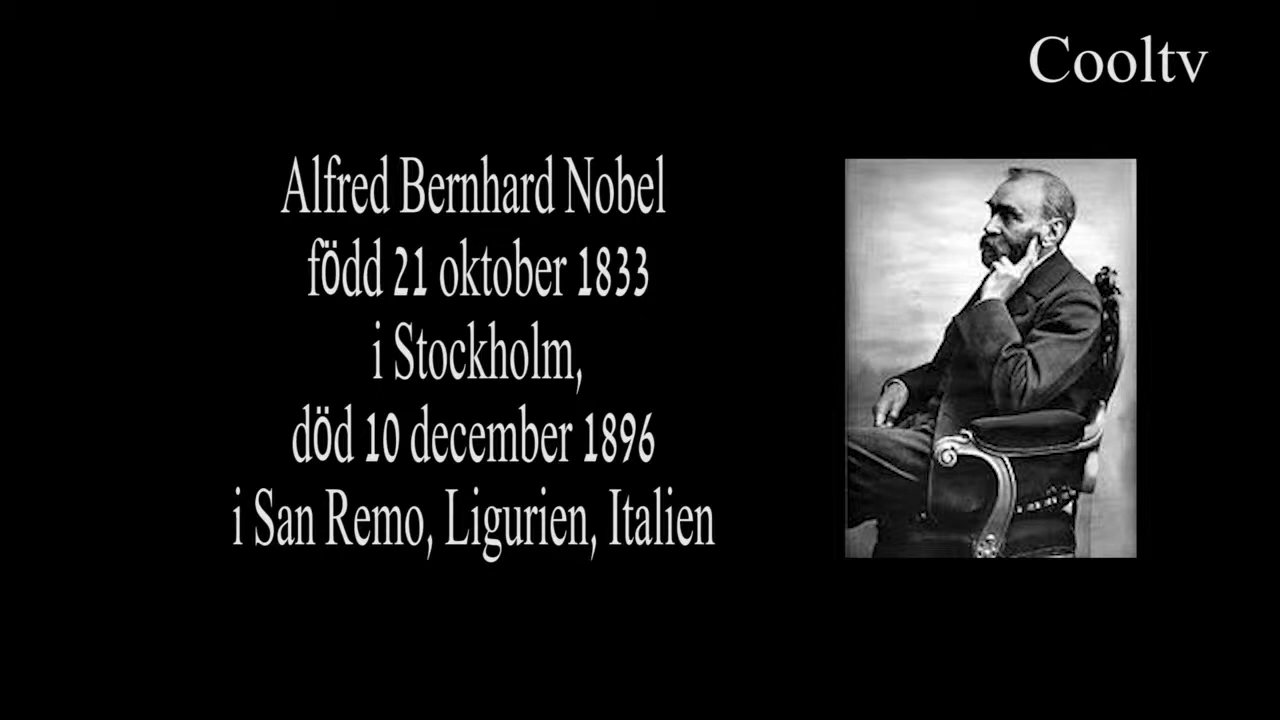 Cooltv
Alfred Bernhard Nobel
född 21 oktober 1833
i Stockholm,
död 10 december 1896
i San Remo, Ligurien, Italien